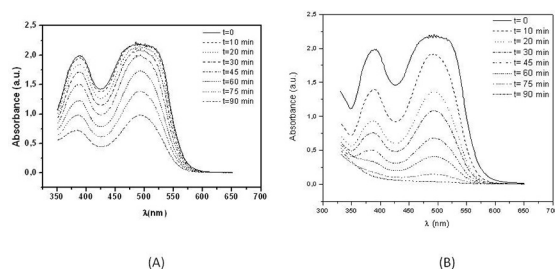 t=0
t=10 min
t=20 min
t=30 min
t=45 min
t=60 min
t=75 min
t=90 min
Absorbance (a.u.)
2,5
2,0
1,5
1,0
0,5
0,0
350 400 450 500 550 600 650 700
λ(nm)
(A)
B)
t= 0
t= 10 min
t= 20 min
t= 30 min
t= 45 min
t= 60 min
t= 75 min
t= 90 min
Absorbance (a.u.)
2,5
2,0
1,5
1,0
0,5
0,0
300 350 400 450 500 550 600 650 700
λ (nm)
(B)